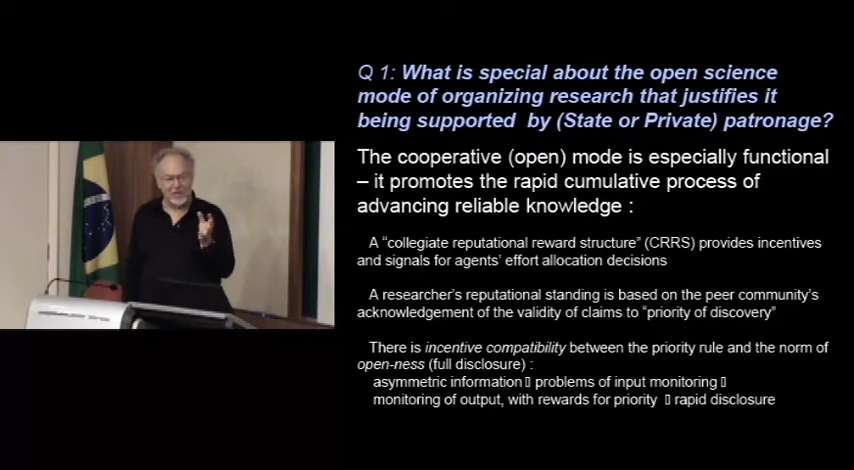 Q 1: What is special about the open science
mode of organizing research that justifies it
being supported by (State or Private) patronage?
The cooperative (open) mode is especially functional
– it promotes the rapid cumulative process of
advancing reliable knowledge :
A “collegiate reputational reward structure” (CRRS) provides incentives
and signals for agents’ effort allocation decisions
A researcher’s reputational standing is based on the peer community’s
acknowledgement of the validity of claims to “priority of discovery”
There is incentive compatibility between the priority rule and the norm of
open-ness (full disclosure) :
asymmetric information▯ problems of input monitoring ▯
monitoring of output, with rewards for priority ▯ rapid disclosure